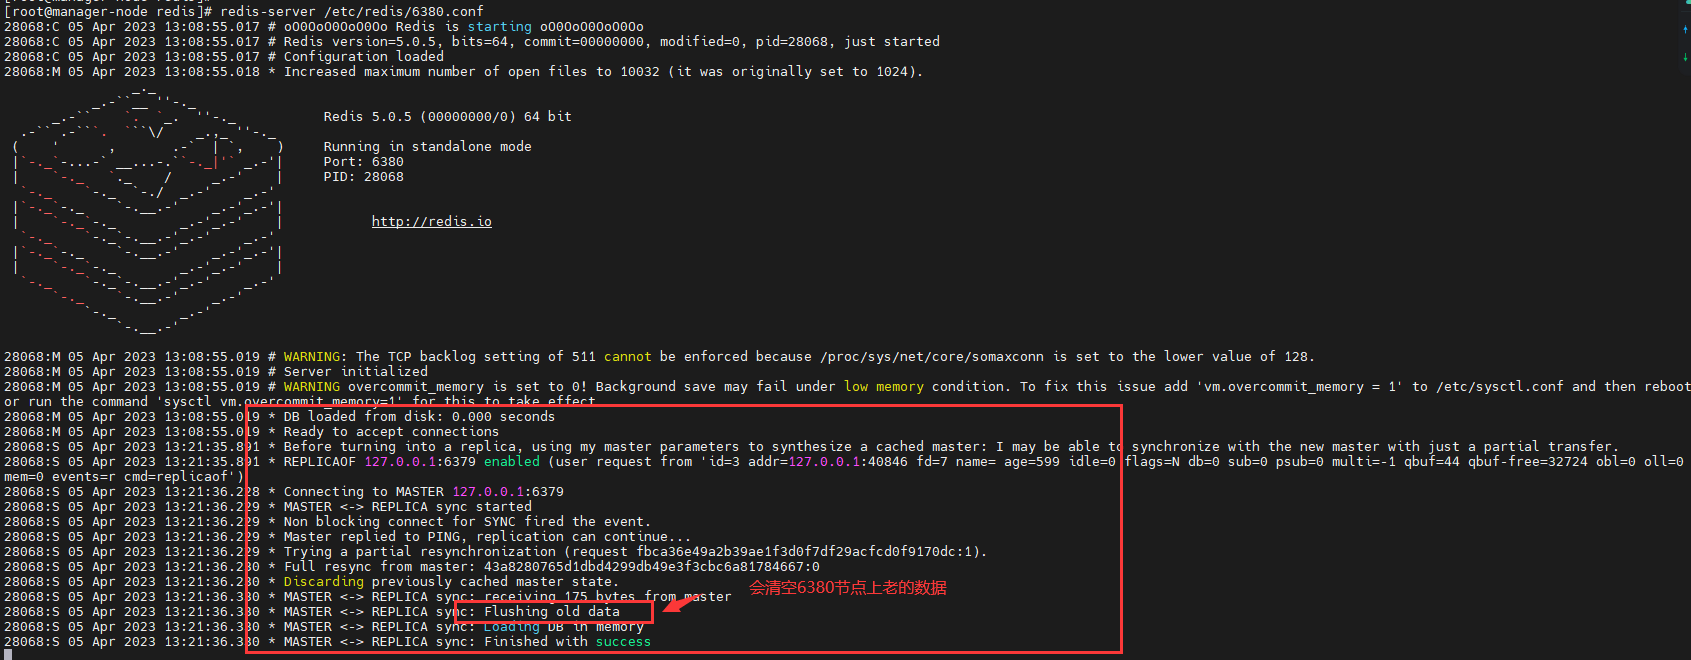 [root@manager-node redis]# redis-server /etc/redis/6380.conf
28068:C 05 Apr 2023 13:08:55.017 # oO0OoO0OoO0Oo Redis is starting oO0OoO0OoO0Oo
28068:C 05 Apr 2023 13:08:55.017 # Redis version=5.0.5, bits=64, commit=00000000, modified=0, pid=28068, just started
28068:C 05 Apr 2023 13:08:55.017 # Configuration loaded
28068:M 05 Apr 2023 13:08:55.018 * Increased maximum number of open files to 10032 (it was originally set to 1024).
Redis 5.0.5 (00000000/0) 64 bit
Running in standalone mode
Port: 6380
PID: 28068
http://redis.io
28068:M 05 Apr 2023 13:08:55.019 # WARNING: The TCP backlog setting of 511 cannot be enforced because /proc/sys/net/core/somaxconn is set to the lower value of 128.
28068:M 05 Apr 2023 13:08:55.019 # Server initialized
28068:M 05 Apr 2023 13:08:55.019 # WARNING overcommit_memory is set to 0! Background save may fail under low memory condition. To fix this issue add 'vm.overcommit_memory = 1' to /etc/sysctl.conf and then reboot
or run the command 'sysctl vm.overcommit_memory=1' for this to take effect.
28068:M 05 Apr 2023 13:08:55.019 * DB loaded from disk: 0.000 seconds
28068:M 05 Apr 2023 13:08:55.019 * Ready to accept connections
28068:S 05 Apr 2023 13:21:35.891 * Before turning into a replica, using my master parameters to synthesize a cached master: I may be able to synchronize with the new master with just a partial transfer.
28068:S 05 Apr 2023 13:21:35.891 * REPLICAOF 127.0.0.1:6379 enabled (user request from 'id=3 addr=127.0.0.1:40846 fd=7 name= age=599 idle=0 flags=N db=0 sub=0 psub=0 multi=-1 qbuf=44 qbuf-free=32724 obl=0 oll=0
mem=0 events=r cmd=replicaof')
28068:S 05 Apr 2023 13:21:36.228 * Connecting to MASTER 127.0.0.1:6379
28068:S 05 Apr 2023 13:21:36.229 * MASTER <-> REPLICA sync started
28068:S 05 Apr 2023 13:21:36.229 * Non blocking connect for SYNC fired the event.
28068:S 05 Apr 2023 13:21:36.229 * Master replied to PING, replication can continue...
28068:S 05 Apr 2023 13:21:36.229 * Trying a partial resynchronization (request fbca36e49a2b39ae1f3d0f7df29acfcd0f9170dc:1).
28068:S 05 Apr 2023 13:21:36.230 * Full resync from master: 43a8280765d1dbd4299db49e3f3cbc6a81784667:0
28068:S 05 Apr 2023 13:21:36.230 * Discarding previously cached master state.
会清空6380节点上老的数据
28068:S 05 Apr 2023 13:21:36.330 * MASTER <-> REPLICA sync: receiving 175 bytes from master
28068:S 05 Apr 2023 13:21:36.330 * MASTER <-> REPLICA sync: Flushing old data
28068:S 05 Apr 2023 13:21:36.330 * MASTER <-> REPLICA sync: Loading DB in memory
28068:S 05 Apr 2023 13:21:36.330 * MASTER <-> REPLICA sync: Finished with success